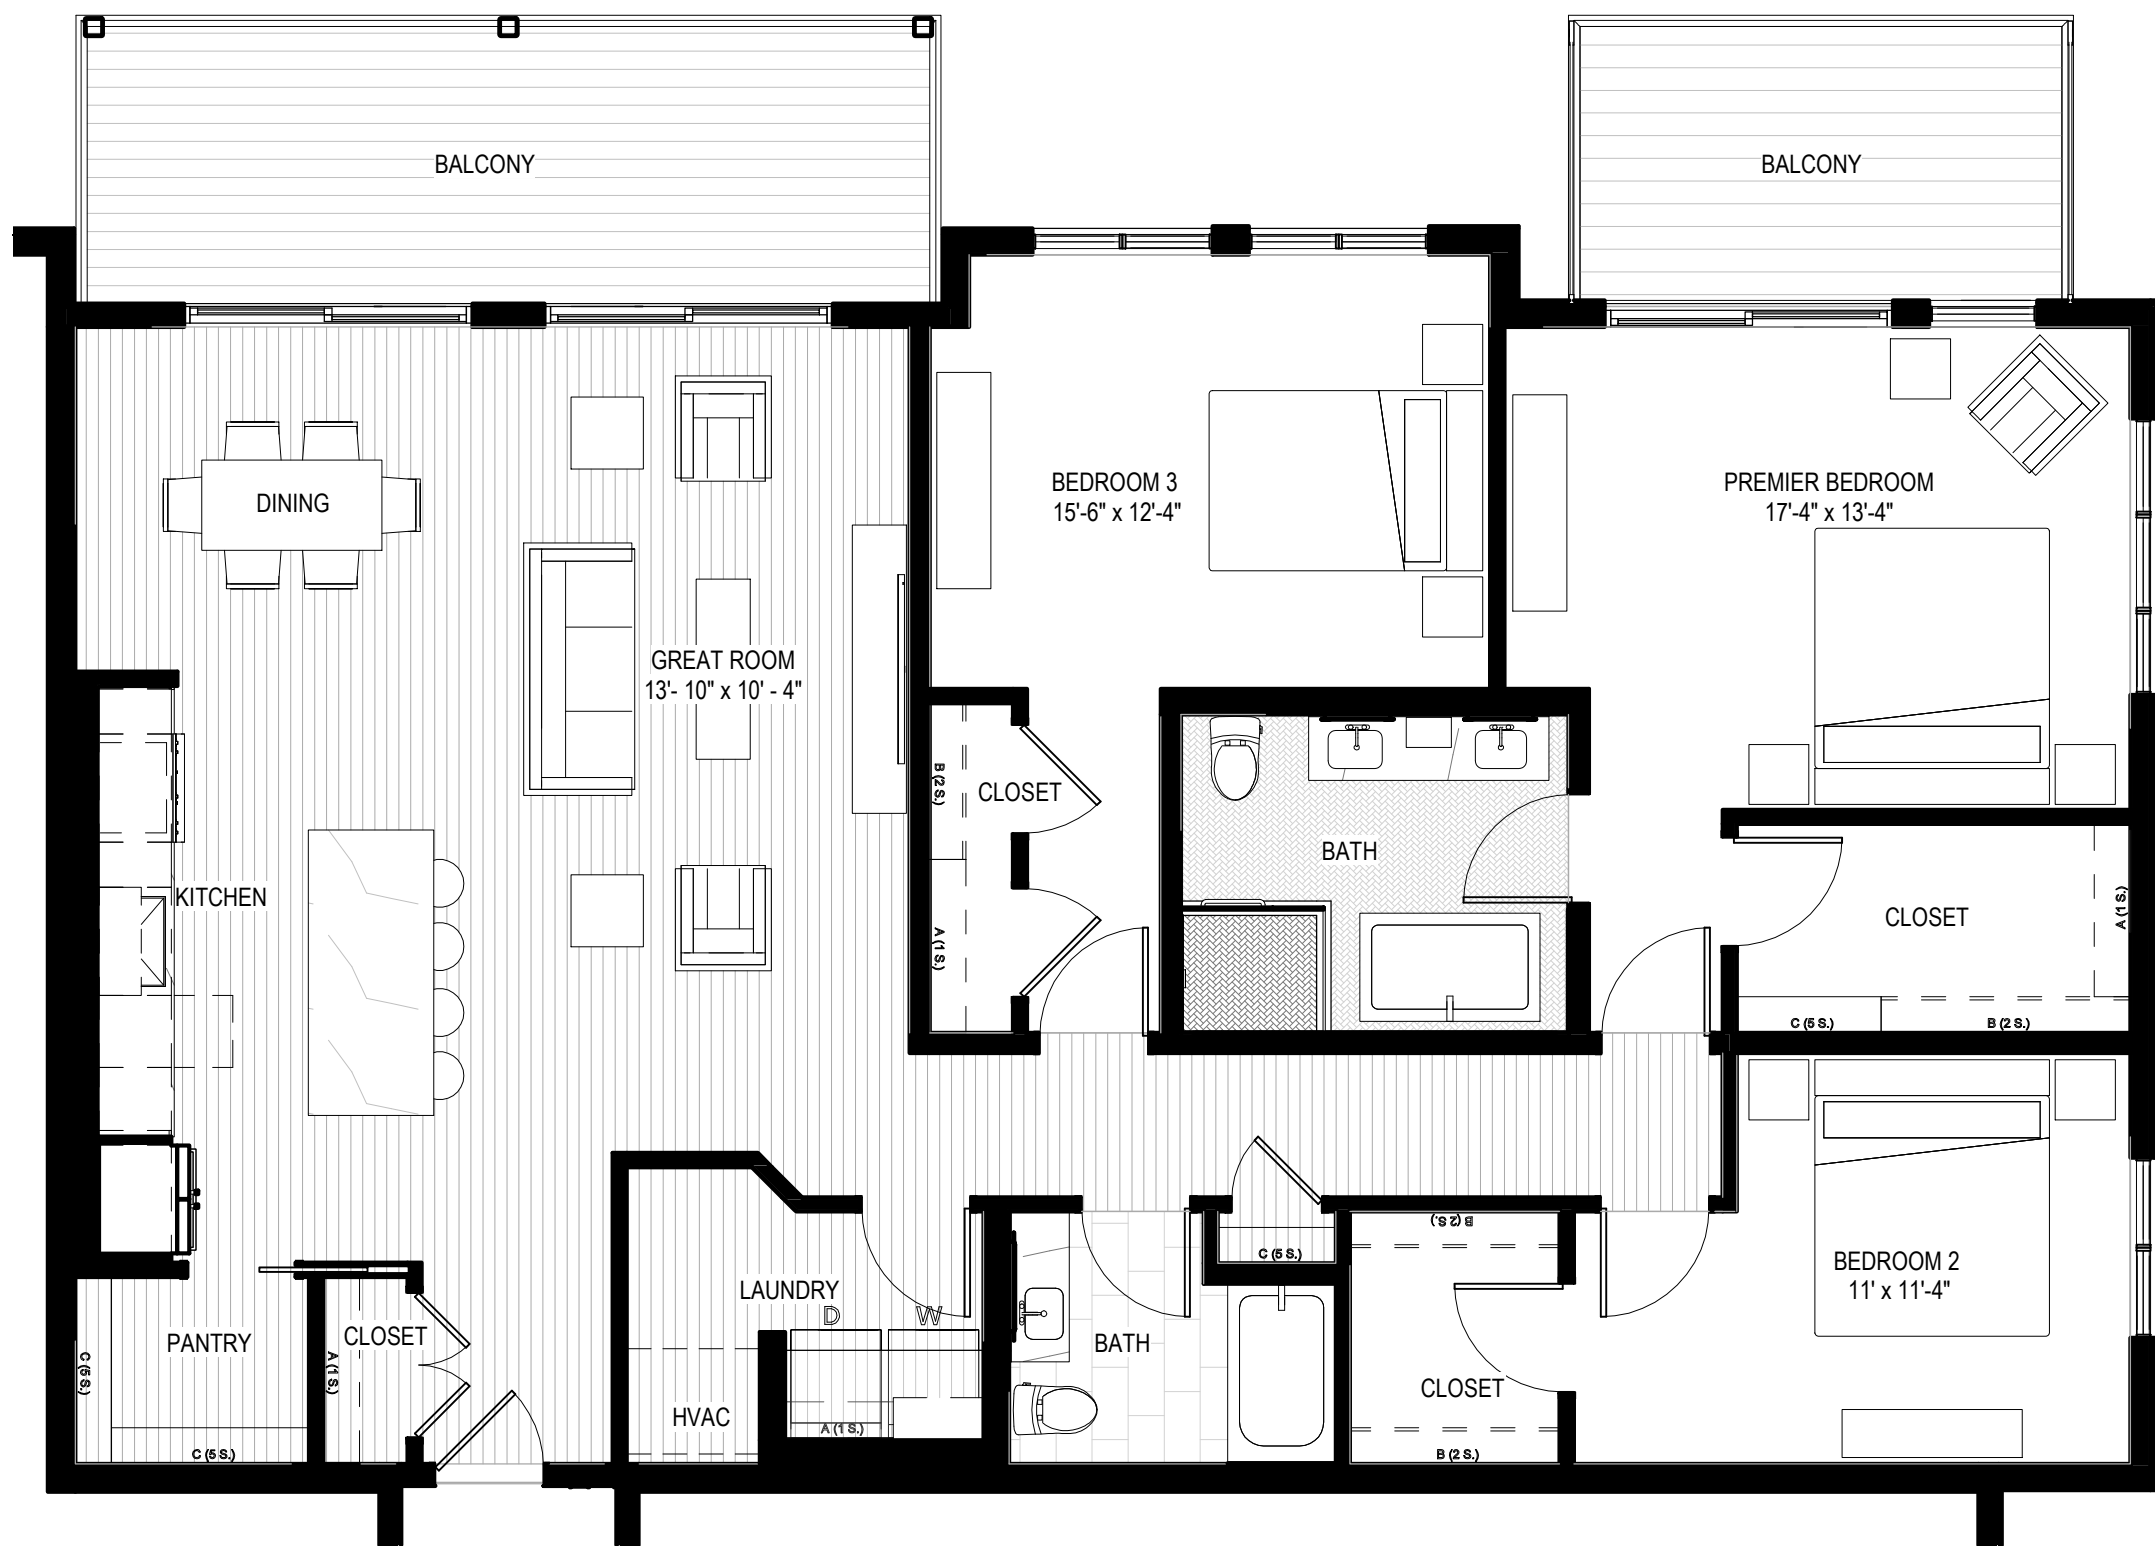 BALCONY
BALCONY
DINING
BEDROOM 3
15'-6" x 12'-4"
PREMIER BEDROOM
17'-4" x 13'-4"
GREAT ROOM
13'- 10" x 10' - 4"
B (2 S.)
CLOSET
A (1 S.)
BATH
KITCHEN
CLOSET
A (1 S.)
C (5 S.)
B (2 S.)
B (2 S.)
C (5 S.)
BEDROOM 2
11' x 11'-4"
LAUNDRY
D
W
PANTRY
CLOSET
BATH
C (5 S.)
A (1 S.)
CLOSET
HVAC
A (1 S.)
C (5 S.)
B (2 S.)